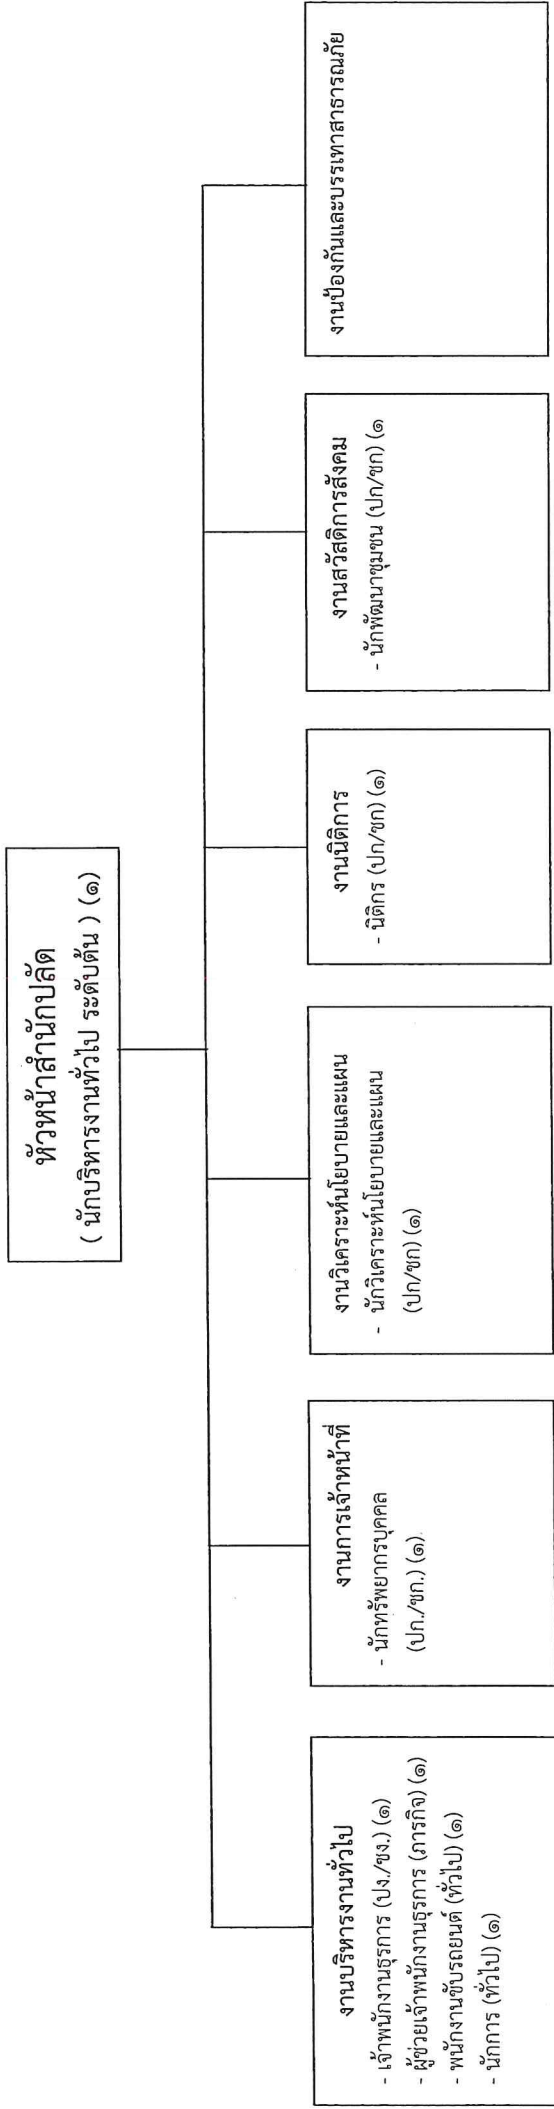 หัวหน้าสำนักปลัด
( นักบริหารงานทั่วไป ระดับต้น ) (๑)
งานบริหารงานทั่วไป
- เจ้าพนักงานธุรการ (ปง./ชง.) (๑)
- ผู้ช่วยเจ้าพนักงานธุรการ (ภารกิจ) (๑)
- พนักงานขับรถยนต์ (ทั่วไป) (๑)
- นักการ (ทั่วไป) (๑)
งานการเจ้าหน้าที่
- นักทรัพยากรบุคคล
(ปก./ชก.) (๑)
งานวิเคราะห์นโยบายและแผน
- นักวิเคราะห์นโยบายและแผน
(ปก/ชก) (๑)
งานนิติการ
- นิติกร (ปก/ชก) (๑)
งานสวัสดิการสังคม
- นักพัฒนาชุมชน (ปก/ชก) (๑
งานป้องกันและบรรเทาสาธารณภัย